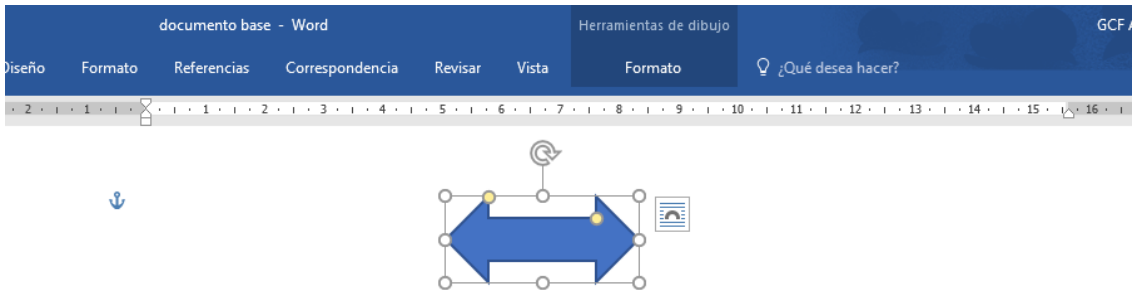 documento base - Word Herramientas de dibujo GCF A
Diseño Formato Referencias Correspondencia Revisar Vista Formato ¿Qué desea hacer?
2 1 1 2 3 4 5 6 7 8 9 10 11 12 13 14 15 16